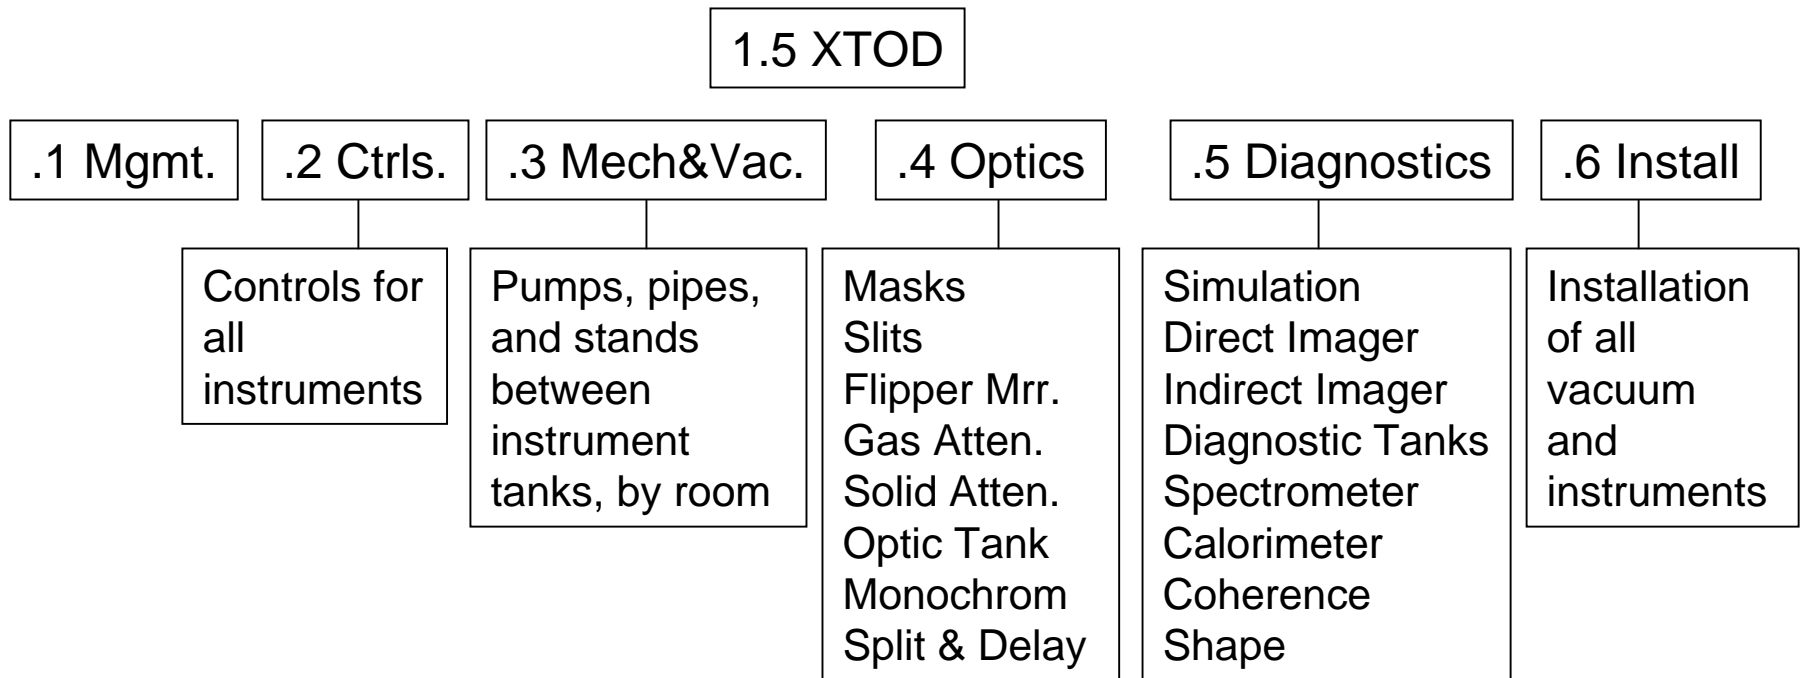 1.5 XTOD
.1 Mgmt.
.2 Ctrls.
.3 Mech&Vac.
.4 Optics
.5 Diagnostics
.6 Install
Controls for
all
instruments
Pumps, pipes,
and stands
between
instrument
tanks, by room
Masks
Slits
Flipper Mrr.
Gas Atten.
Solid Atten.
Optic Tank
Monochrom
Split & Delay
Simulation
Direct Imager
Indirect Imager
Diagnostic Tanks
Spectrometer
Calorimeter
Coherence
Shape
Installation
of all
vacuum
and
instruments